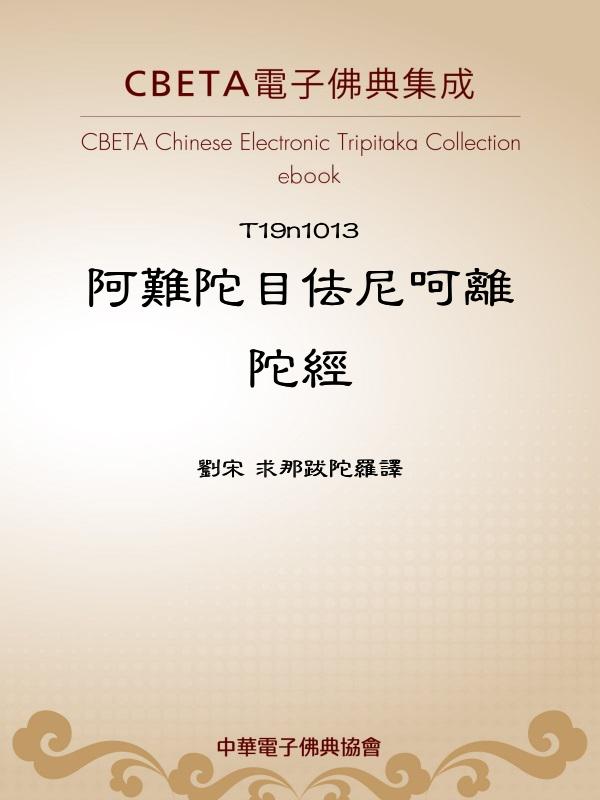 CBETA電子佛典集成
CBETA Chinese Electronic Tripitaka Collection
ebook
T19n1013
阿難陀目佉尼呵離
陀經
劉宋 求那跋陀羅譯
中華電子佛典協會